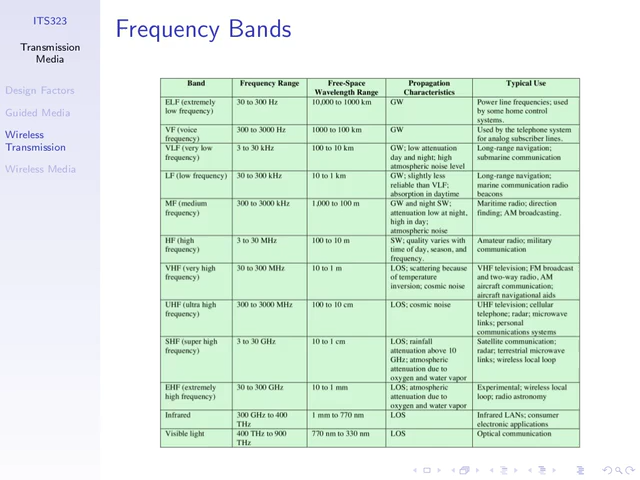 ITS323
Transmission
Media
Design Factors
Guided Media
Wireless
Transmission
Wireless Media
Frequency Bands
Band Frequency Range Free-Space Wavelength Range Propagation Characteristics Typical Use
ELF (extremely low frequency) 30 to 300 Hz 10,000 to 1000 km GW Power line frequencies; used by some home control systems.
VF (voice frequency) 300 to 3000 Hz 1000 to 100 km GW Used by the telephone system for analog subscriber lines.
VLF (very low frequency) 3 to 30 kHz 100 to 10 km GW; low attenuation day and night; high atmospheric noise level Long-range navigation; submarine communication
LF (low frequency) 30 to 300 kHz 10 to 1 km GW; slightly less reliable than VLF; absorption in daytime Long-range navigation; marine communication radio beacons
MF (medium frequency) 300 to 3000 kHz 1,000 to 100 m GW and night SW; attenuation low at night, high in day; atmospheric noise Maritime radio; direction finding; AM broadcasting.
HF (high frequency) 3 to 30 MHz 100 to 10 m SW; quality varies with time of day, season, and frequency. Amateur radio; military communication
VHF (very high frequency) 30 to 300 MHz 10 to 1 m LOS; scattering because of temperature inversion; cosmic noise VHF television; FM broadcast and two-way radio, AM aircraft communication; aircraft navigational aids
UHF (ultra high frequency) 300 to 3000 MHz 100 to 10 cm LOS; cosmic noise UHF television; cellular telephone; radar; microwave links; personal communications systems
SHF (super high frequency) 3 to 30 GHz 10 to 1 cm LOS; rainfall attenuation above 10 GHz; atmospheric attenuation due to oxygen and water vapor Satellite communication; radar; terrestrial microwave links; wireless local loop
EHF (extremely high frequency) 30 to 300 GHz 10 to 1 mm LOS; atmospheric attenuation due to oxygen and water vapor Experimental; wireless local loop; radio astronomy
Infrared 300 GHz to 400 THz 1 mm to 770 nm LOS Infrared LANs; consumer electronic applications
Visible light 400 THz to 900 THz 770 nm to 330 nm LOS Optical communication